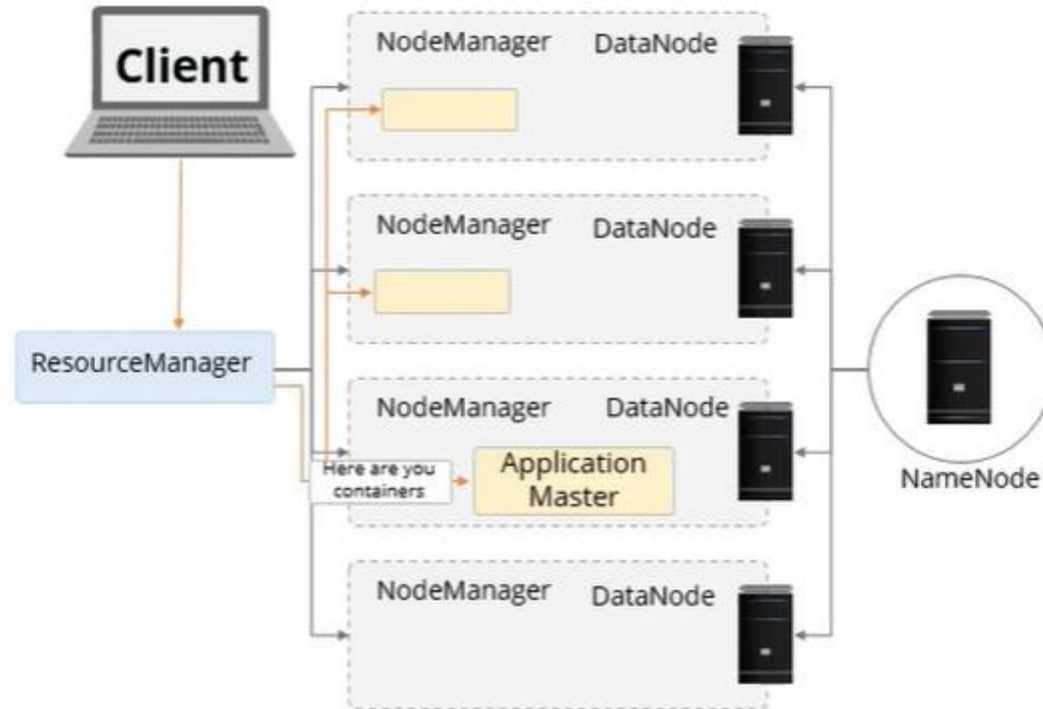 Client
NodeManager DataNode
NodeManager DataNode
ResourceManager
NodeManager DataNode
Here are you
containers
Application
Master
NameNode
NodeManager DataNode